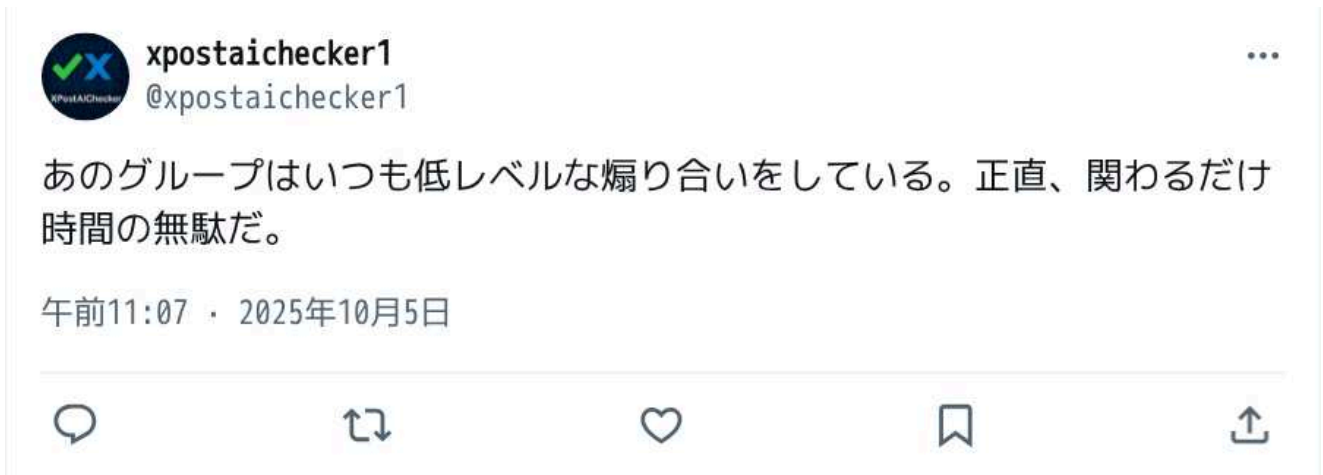 xpostaichecker1
@xpostaichecker1
XPostAIChecker
あのグループはいつも低レベルな煽り合いをしている。正直、関わるだけ
時間の無駄だ。
午前11:07 · 2025年10月5日